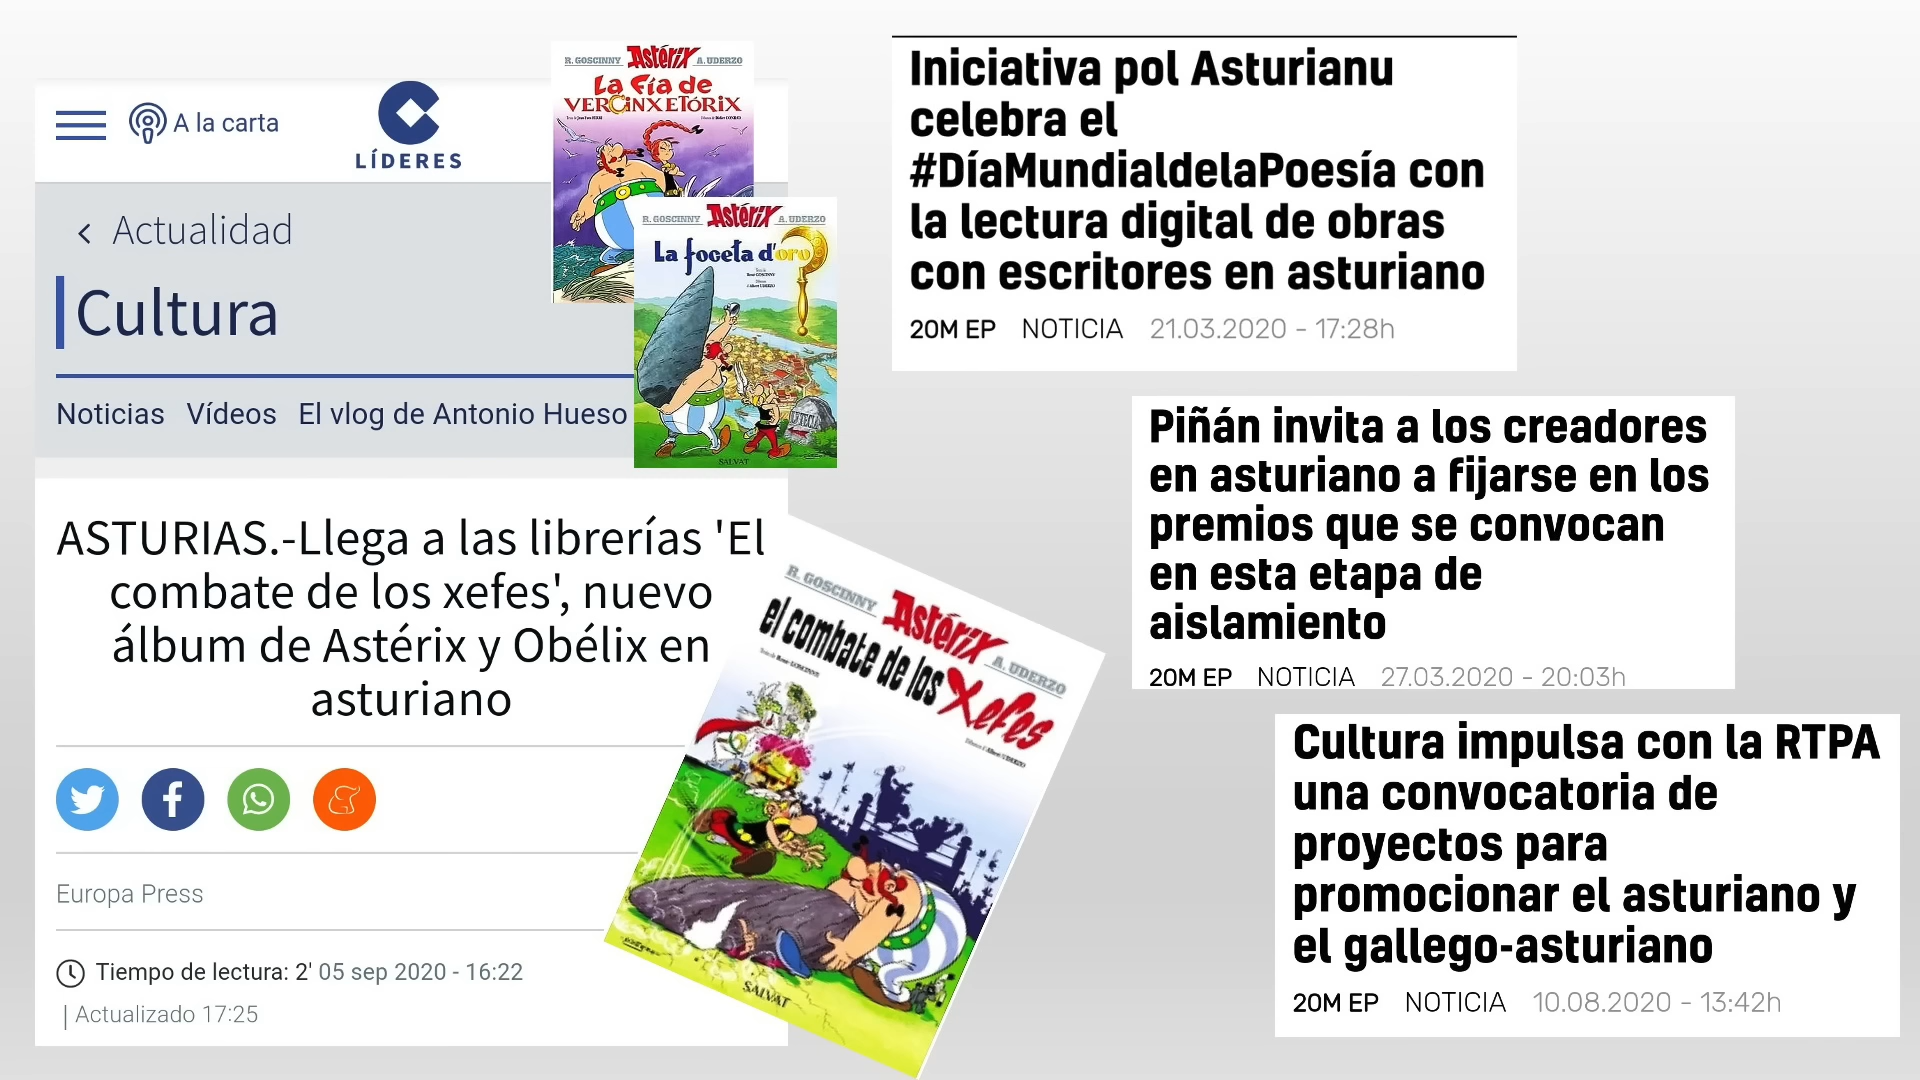 A la carta
LÍDERES
Actualidad
Cultura
Noticias Vídeos El vlog de Antonio Hueso
ASTURIAS.-Llega a las librerías 'El
combate de los xefes', nuevo
álbum de Astérix y Obélix en
asturiano
Europa Press
Tiempo de lectura: 2' 05 sep 2020 - 16:22
| Actualizado 17:25
R. GOSCINNY Astérix A. UDERZO
La Fía de
VERCINXETÓRIX
R. GOSCINNY Astérix A. UDERZO
La foceta d'oro
SALVAT
R. GOSCINNY Astérix A. UDERZO
el combate de los Xefes
SALVAT
Iniciativa pol Asturianu
celebra el
#DíaMundialdelaPoesía con
la lectura digital de obras
con escritores en asturiano
20M EP NOTICIA 21.03.2020 - 17:28h
Piñán invita a los creadores
en asturiano a fijarse en los
premios que se convocan
en esta etapa de
aislamiento
20M EP NOTICIA 27.03.2020 - 20:03h
Cultura impulsa con la RTPA
una convocatoria de
proyectos para
promocionar el asturiano y
el gallego-asturiano
20M EP NOTICIA 10.08.2020 - 13:42h